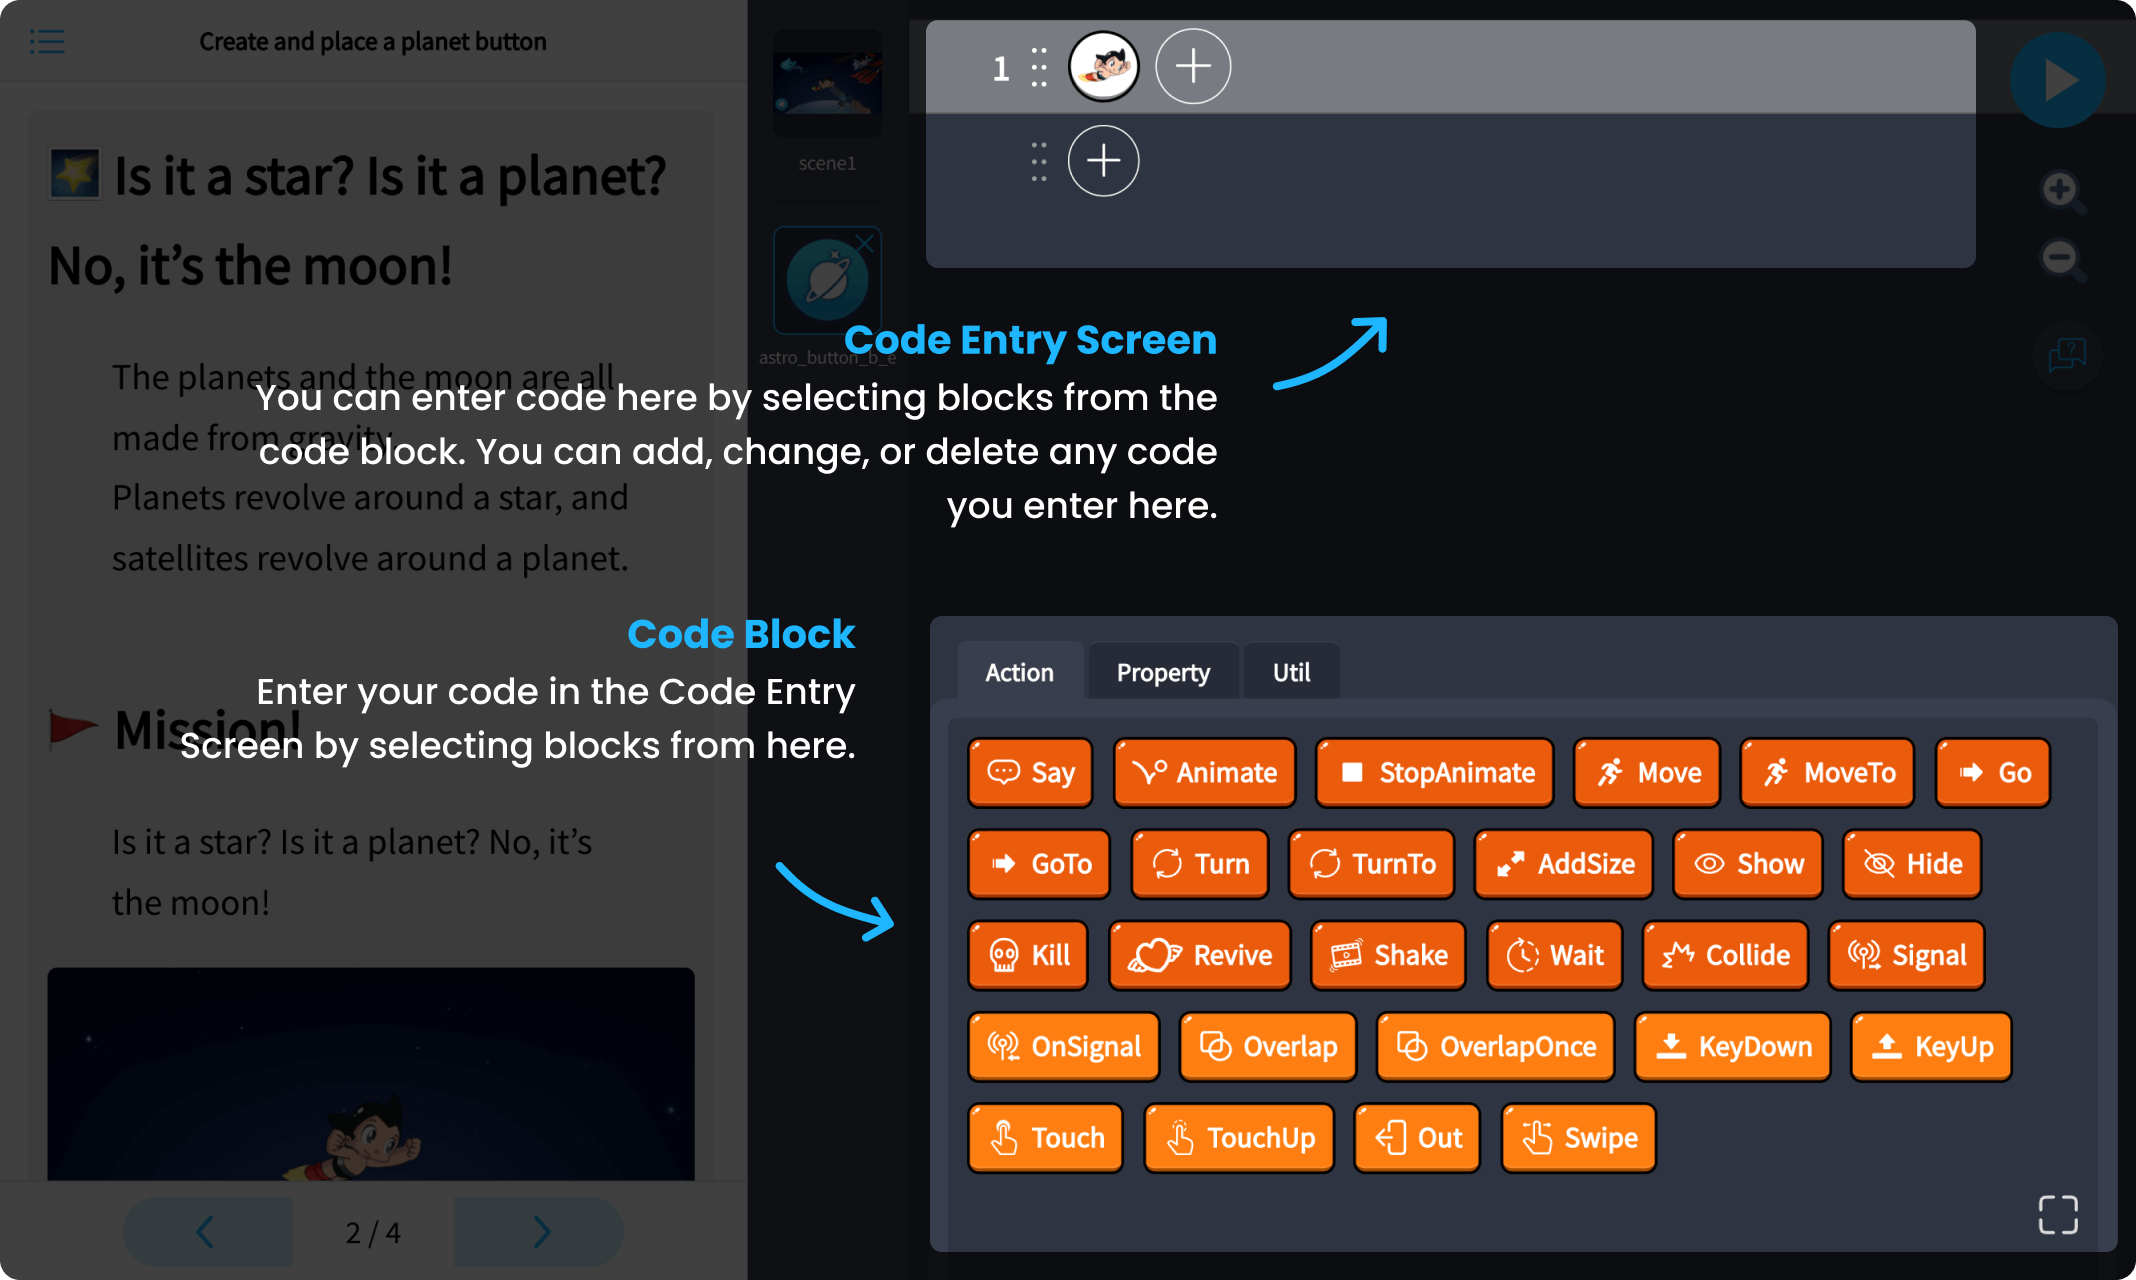 Create and place a planet button
Is it a star? Is it a planet?
No, it's the moon!
The planets and the moon are all
made from gravity.
Planets revolve around a star, and
satellites revolve around a planet.
Mission!
Is it a star? Is it a planet? No, it's
the moon!
2 / 4
scene1
astro_button_b_e
1
Code Entry Screen
You can enter code here by selecting blocks from the
code block. You can add, change, or delete any code
you enter here.
Code Block
Enter your code in the Code Entry
Screen by selecting blocks from here.
Action Property Util
Say Animate StopAnimate Move MoveTo Go
GoTo Turn TurnTo AddSize Show Hide
Kill Revive Shake Wait Collide Signal
OnSignal Overlap OverlapOnce KeyDown KeyUp
Touch TouchUp Out Swipe